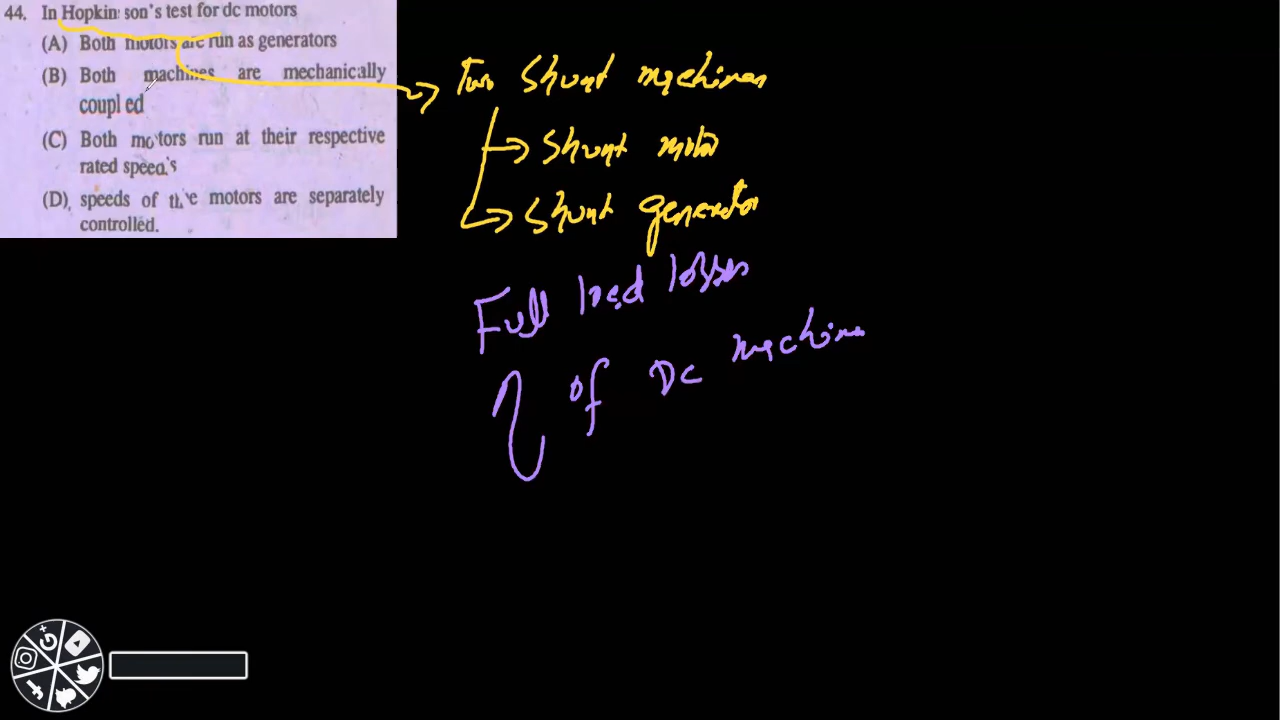 44. In Hopkinson's test for dc motors
(A) Both motors are run as generators
(B) Both machines are mechanically
coupled
(C) Both motors run at their respective
rated speed's
(D) speeds of the motors are separately
controlled.
Two shunt machines
shunt motor
shunt generator
Full load losses
η of DC machine